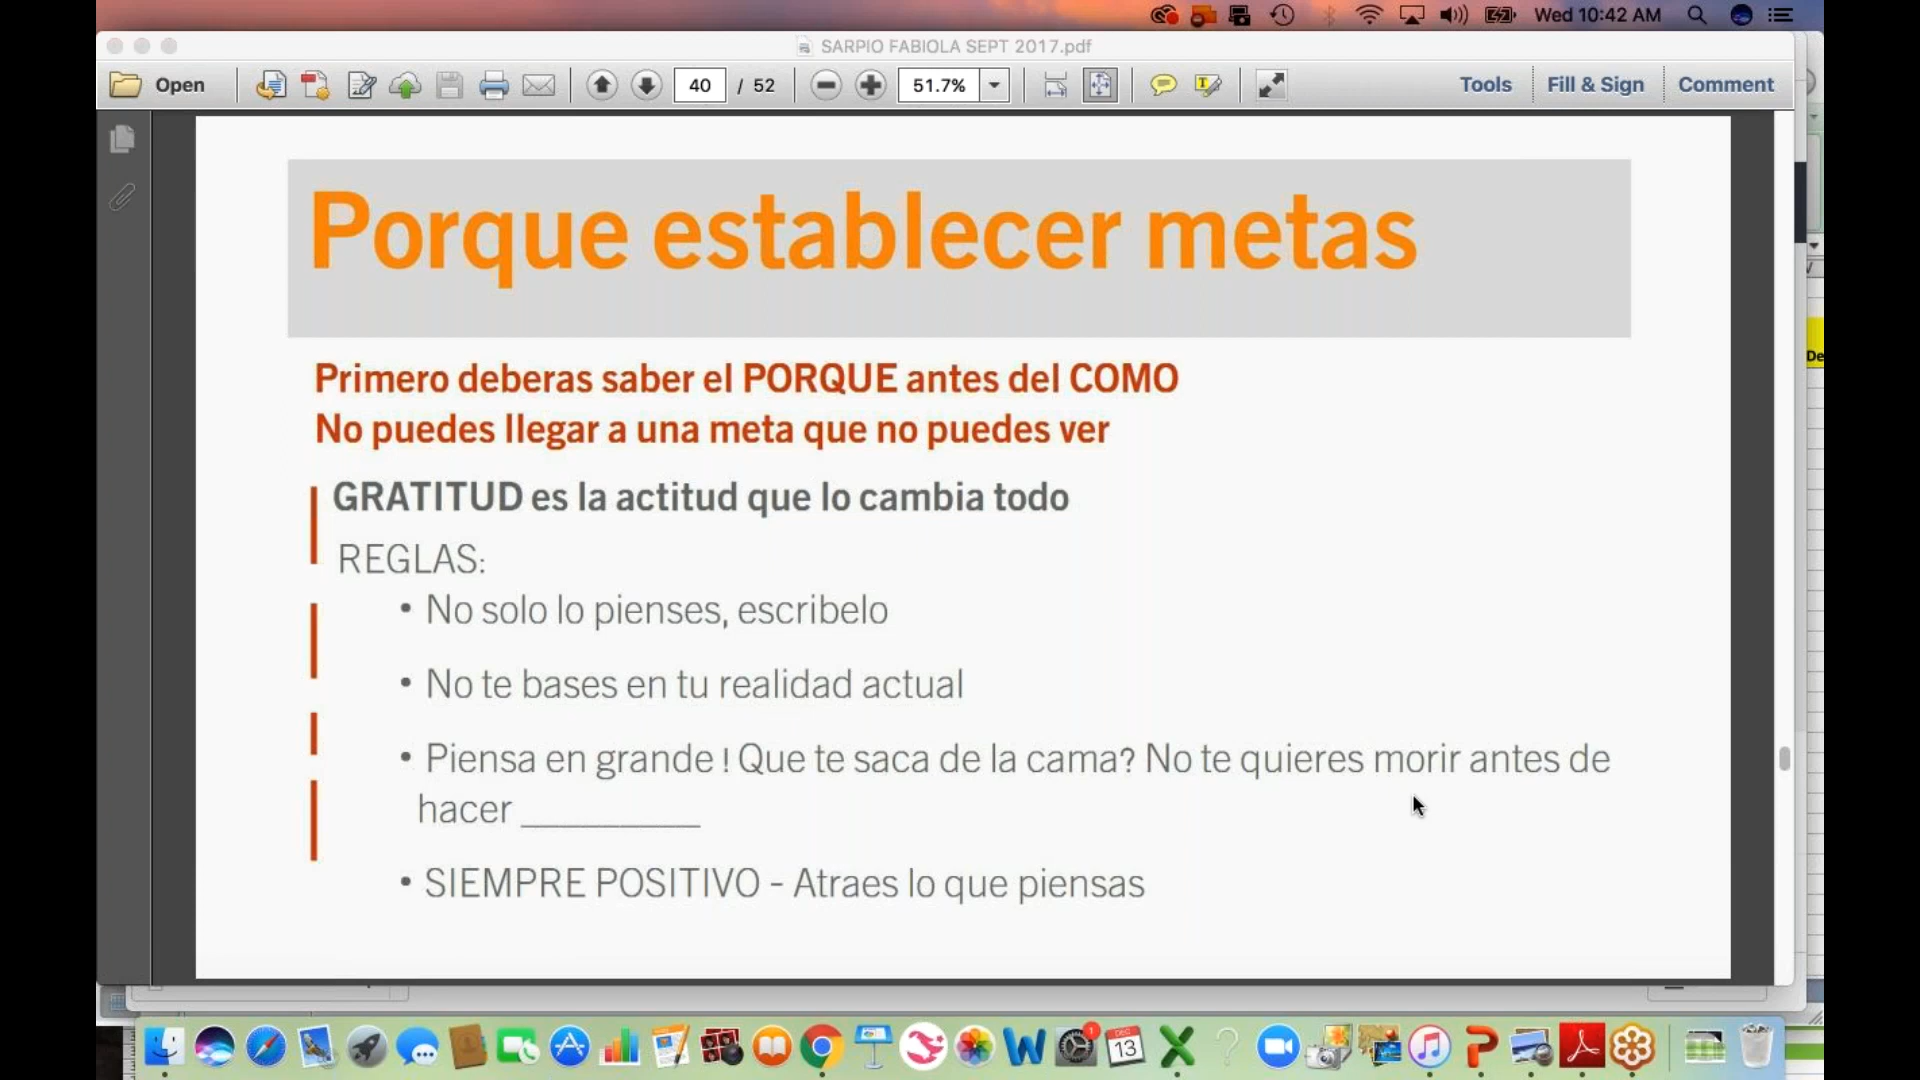 Wed 10:42 AM
SARPIO FABIOLA SEPT 2017.pdf
Open
40 / 52
51.7%
Tools
Fill & Sign
Comment
Porque establecer metas
Primero deberas saber el PORQUE antes del COMO
No puedes llegar a una meta que no puedes ver
GRATITUD es la actitud que lo cambia todo
REGLAS:
• No solo lo pienses, escribelo
• No te bases en tu realidad actual
• Piensa en grande ! Que te saca de la cama? No te quieres morir antes de
hacer _________
• SIEMPRE POSITIVO - Atraes lo que piensas
De
DEC
13
1